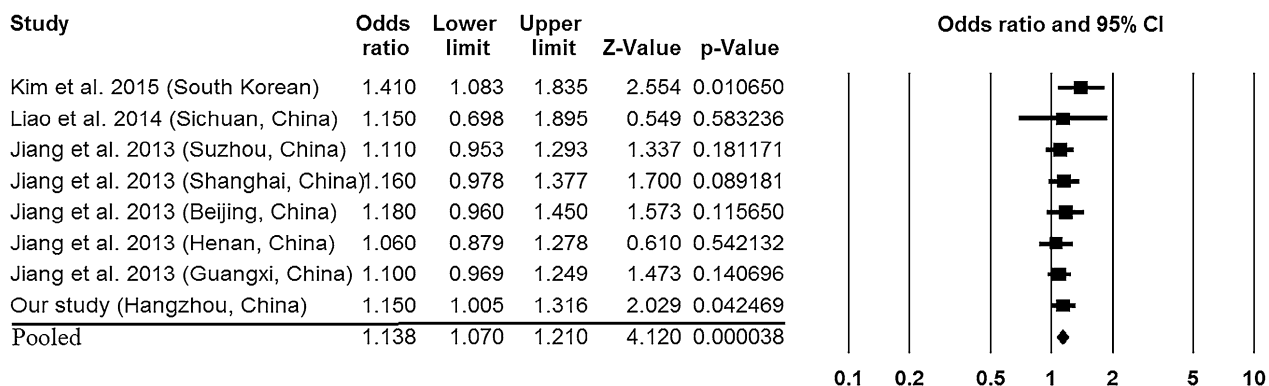 Study Odds ratio Lower limit Upper limit Z-Value p-Value Odds ratio and 95% CI
Kim et al. 2015 (South Korean) 1.410 1.083 1.835 2.554 0.010650
Liao et al. 2014 (Sichuan, China) 1.150 0.698 1.895 0.549 0.583236
Jiang et al. 2013 (Suzhou, China) 1.110 0.953 1.293 1.337 0.181171
Jiang et al. 2013 (Shanghai, China) 1.160 0.978 1.377 1.700 0.089181
Jiang et al. 2013 (Beijing, China) 1.180 0.960 1.450 1.573 0.115650
Jiang et al. 2013 (Henan, China) 1.060 0.879 1.278 0.610 0.542132
Jiang et al. 2013 (Guangxi, China) 1.100 0.969 1.249 1.473 0.140696
Our study (Hangzhou, China) 1.150 1.005 1.316 2.029 0.042469
Pooled 1.138 1.070 1.210 4.120 0.000038
0.1 0.2 0.5 1 2 5 10